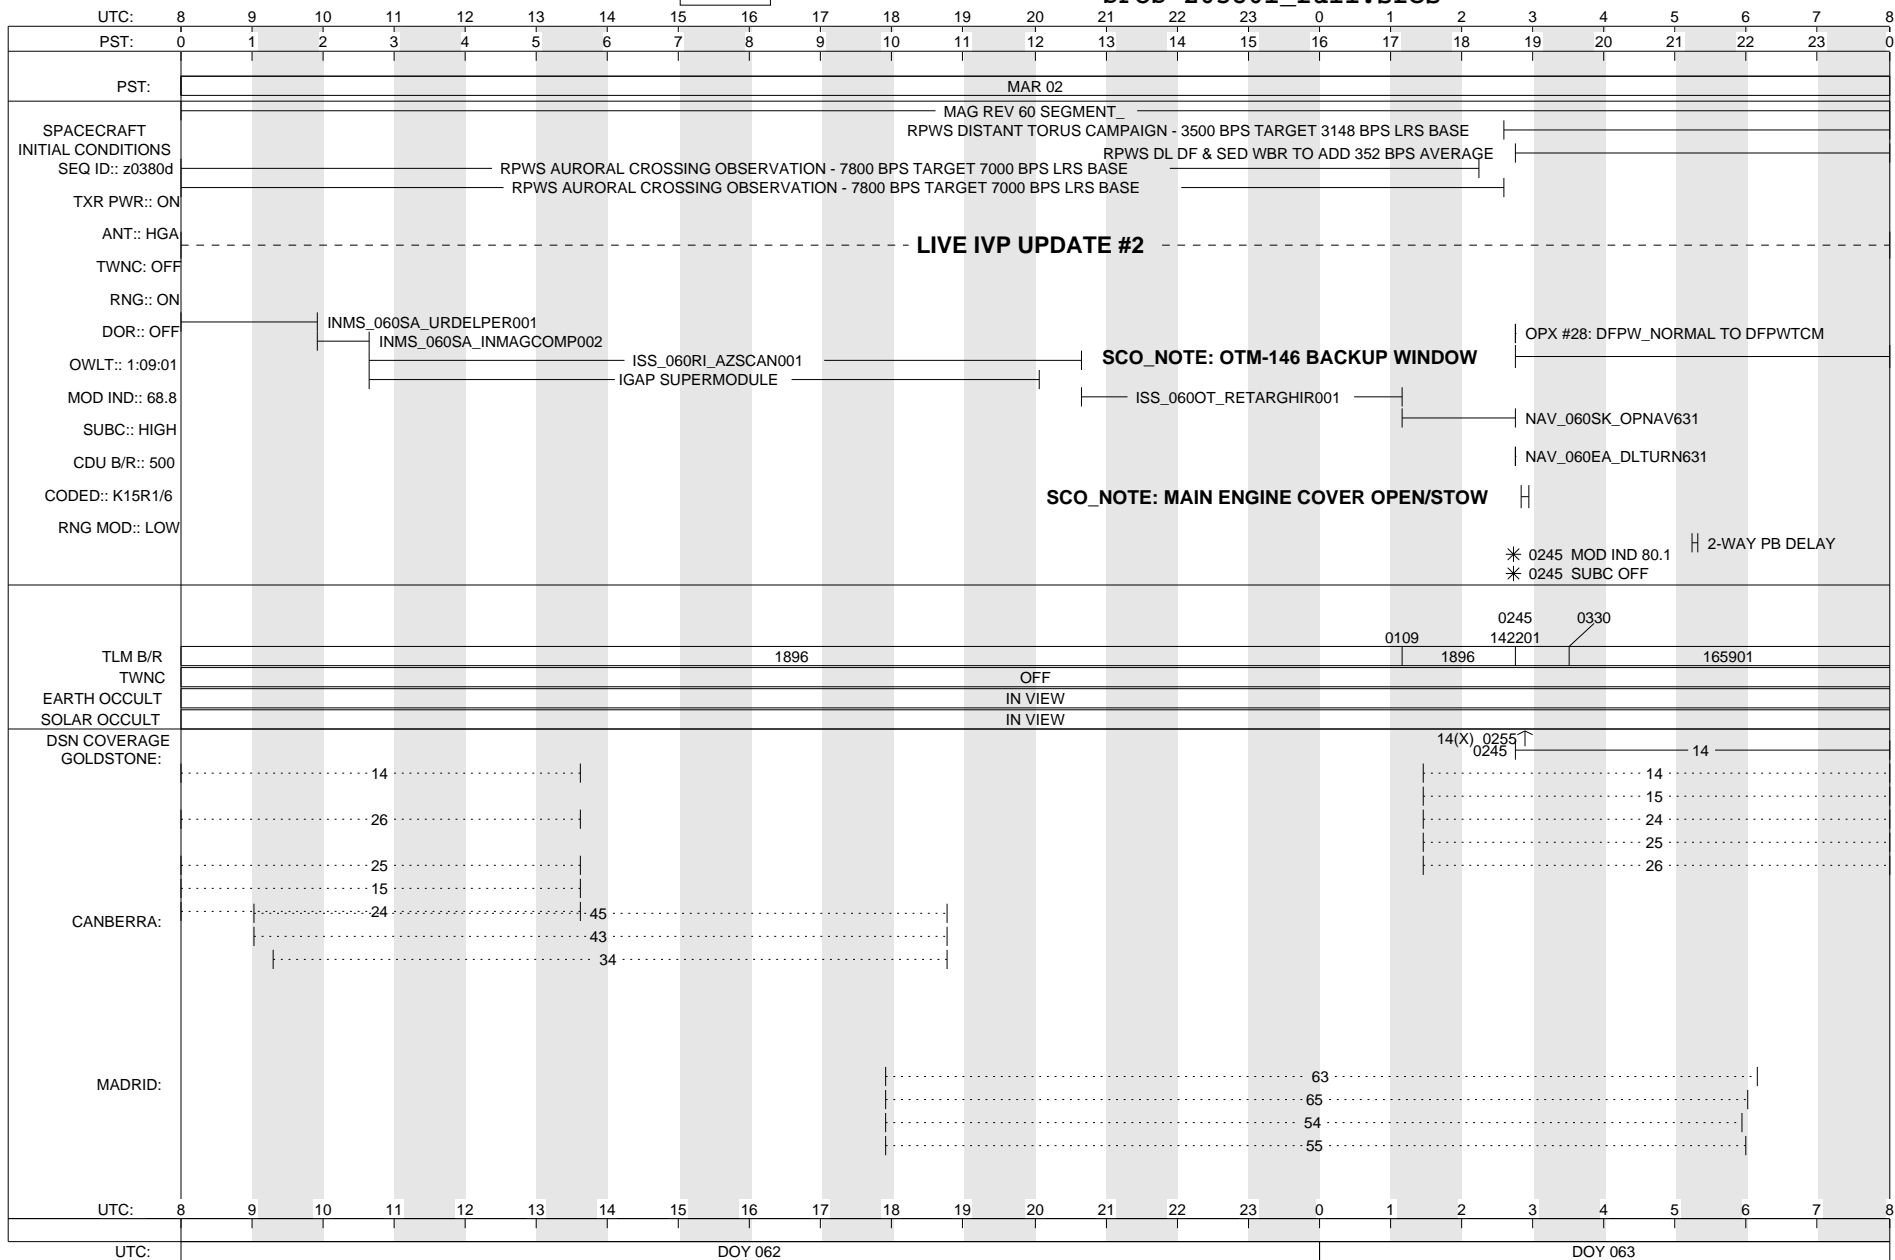 UTC: 8 9 10 11 12 13 14 15 16 17 18 19 20 21 22 23 0 1 2 3 4 5 6 7 8
PST: 0 1 2 3 4 5 6 7 8 9 10 11 12 13 14 15 16 17 18 19 20 21 22 23 0
PST: MAR 02
MAG REV 60 SEGMENT_
SPACECRAFT
INITIAL CONDITIONS
RPWS DISTANT TORUS CAMPAIGN - 3500 BPS TARGET 3148 BPS LRS BASE
RPWS DL DF & SED WBR TO ADD 352 BPS AVERAGE
SEQ ID:: z0380d
RPWS AURORAL CROSSING OBSERVATION - 7800 BPS TARGET 7000 BPS LRS BASE
RPWS AURORAL CROSSING OBSERVATION - 7800 BPS TARGET 7000 BPS LRS BASE
TXR PWR:: ON
ANT:: HGA
LIVE IVP UPDATE #2
TWNC: OFF
RNG:: ON
INMS_060SA_URDELPER001
DOR:: OFF
INMS_060SA_INMAGCOMP002
OPX #28: DFPW_NORMAL TO DFPWTCM
OWLT:: 1:09:01
ISS_060RI_AZSCAN001
SCO_NOTE: OTM-146 BACKUP WINDOW
IGAP SUPERMODULE
MOD IND:: 68.8
ISS_060OT_RETARGHIR001
NAV_060SK_OPNAV631
SUBC:: HIGH
NAV_060EA_DLTURN631
CDU B/R:: 500
CODED:: K15R1/6
SCO_NOTE: MAIN ENGINE COVER OPEN/STOW
RNG MOD:: LOW
2-WAY PB DELAY
0245 MOD IND 80.1
0245 SUBC OFF
0245 0330
0109 142201
TLM B/R 1896 1896 165901
TWNC OFF
EARTH OCCULT IN VIEW
SOLAR OCCULT IN VIEW
DSN COVERAGE
14(X) 0255
GOLDSTONE:
0245 14
14 14
15
26 24
25
25 26
15
24
CANBERRA:
45
43
34
MADRID:
63
65
54
55
UTC: 8 9 10 11 12 13 14 15 16 17 18 19 20 21 22 23 0 1 2 3 4 5 6 7 8
UTC: DOY 062 DOY 063